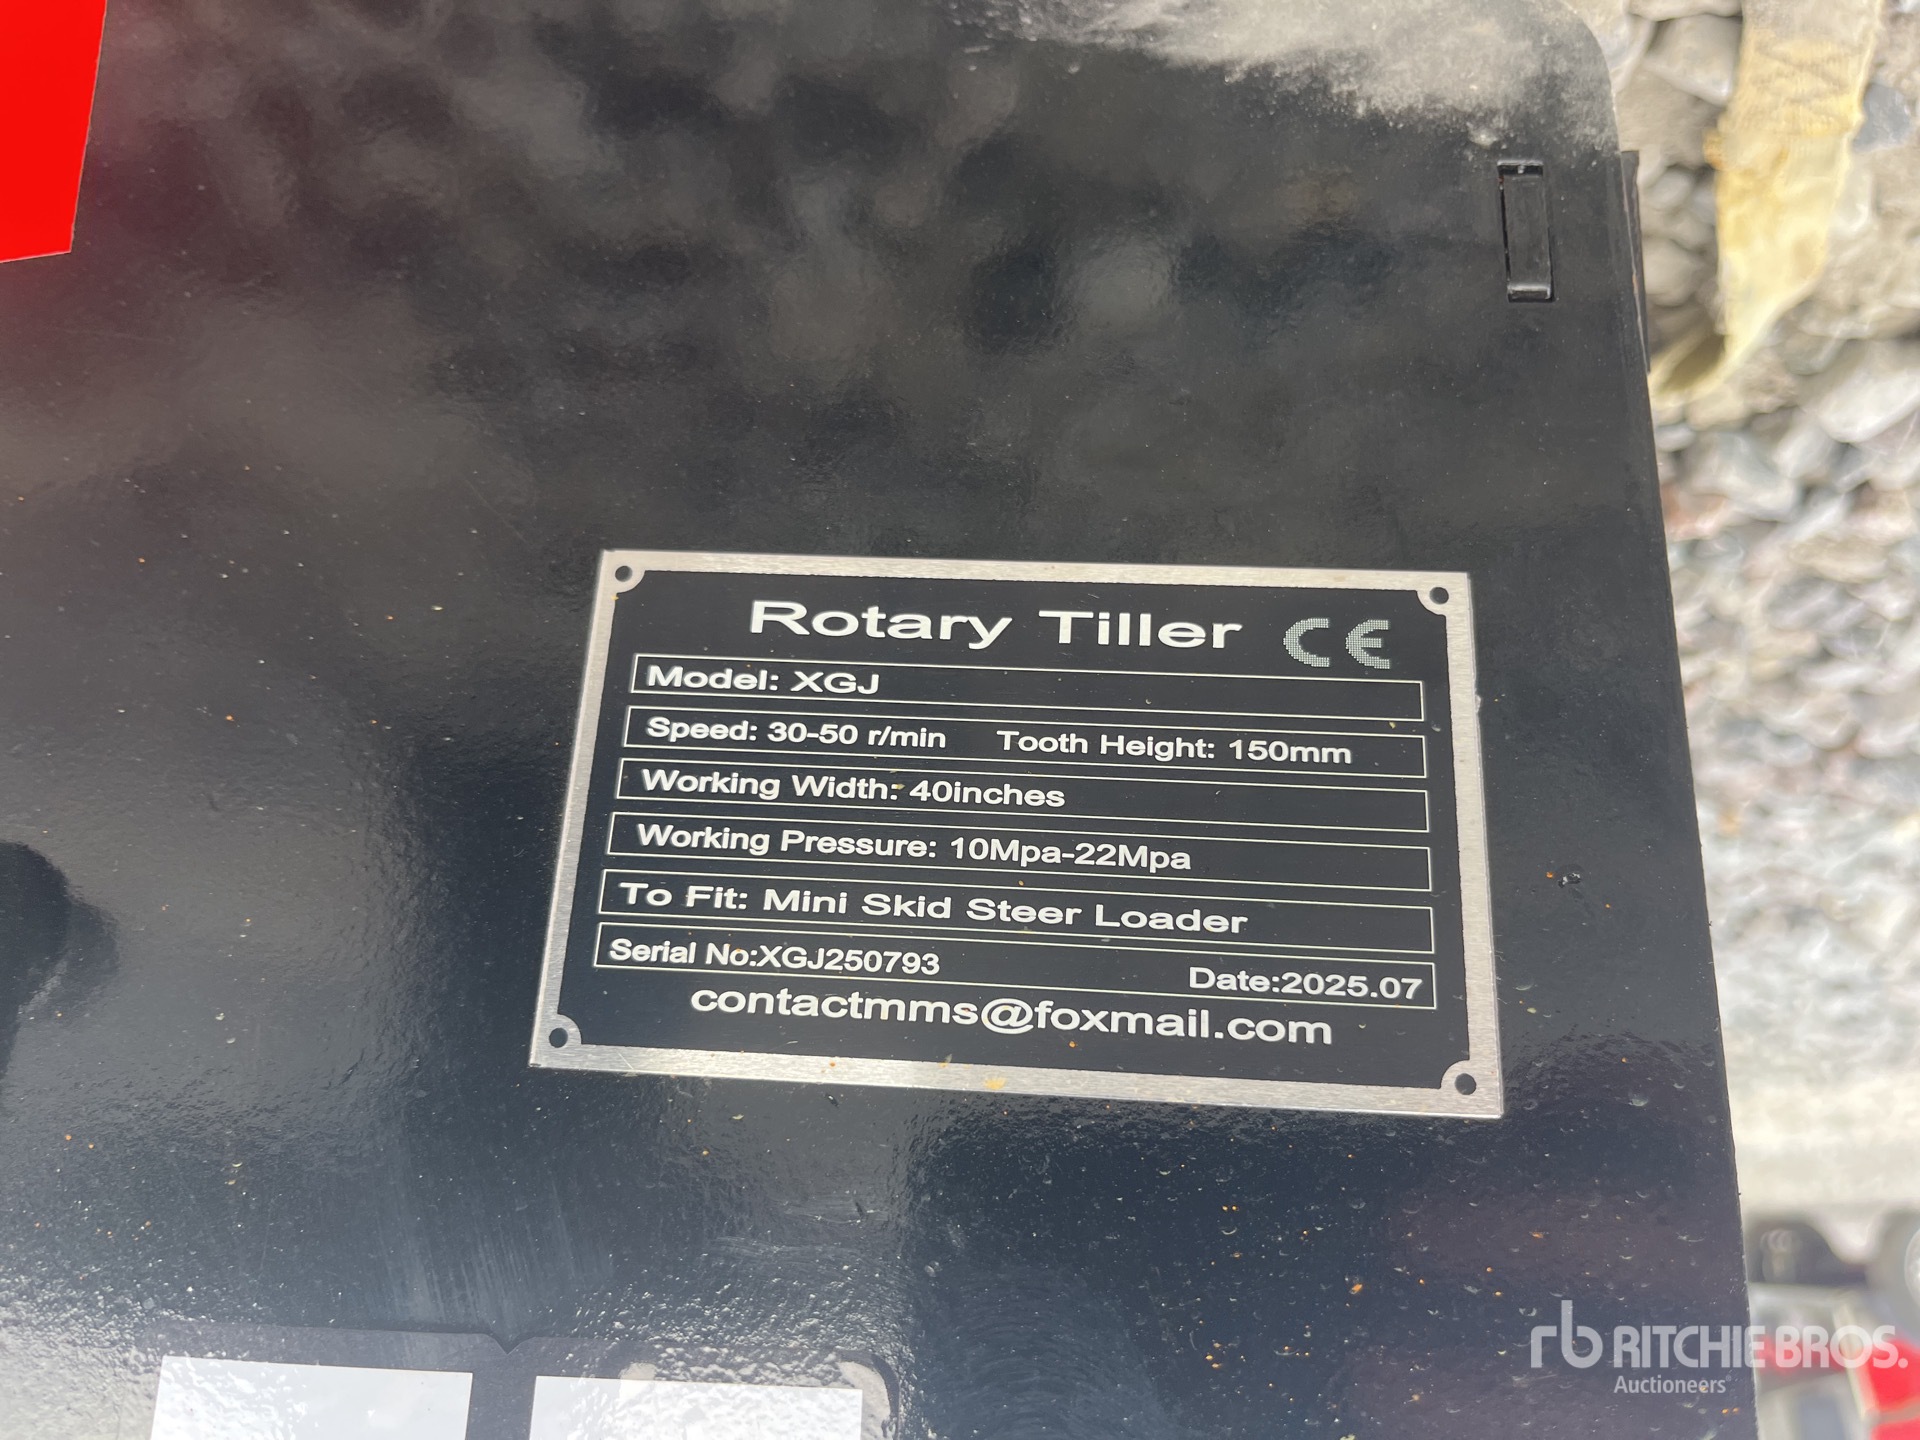 Rotary Tiller CE
Model: XGJ
Speed: 30-50 r/min Tooth Height: 150mm
Working Width: 40inches
Working Pressure: 10Mpa-22Mpa
To Fit: Mini Skid Steer Loader
Serial No:XGJ250793 Date:2025.07
contactmms@foxmail.com
rb RITCHIE BROS.
Auctioneers